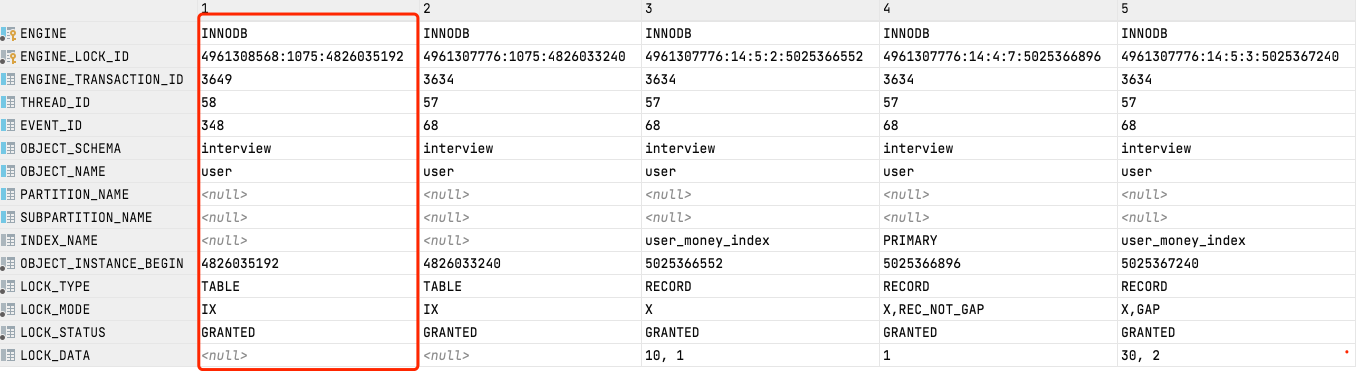 1 2 3 4 5
ENGINE INNODB INNODB INNODB INNODB INNODB
ENGINE_LOCK_ID 4961308568:1075:4826035192 4961307776:1075:4826033240 4961307776:14:5:2:5025366552 4961307776:14:4:7:5025366896 4961307776:14:5:3:5025367240
ENGINE_TRANSACTION_ID 3649 3634 3634 3634 3634
THREAD_ID 58 57 57 57 57
EVENT_ID 348 68 68 68 68
OBJECT_SCHEMA interview interview interview interview interview
OBJECT_NAME user user user user user
PARTITION_NAME <null> <null> <null> <null> <null>
SUBPARTITION_NAME <null> <null> <null> <null> <null>
INDEX_NAME <null> <null> user_money_index PRIMARY user_money_index
OBJECT_INSTANCE_BEGIN 4826035192 4826033240 5025366552 5025366896 5025367240
LOCK_TYPE TABLE TABLE RECORD RECORD RECORD
LOCK_MODE IX IX X X,REC_NOT_GAP X,GAP
LOCK_STATUS GRANTED GRANTED GRANTED GRANTED GRANTED
LOCK_DATA <null> <null> 10, 1 1 30, 2